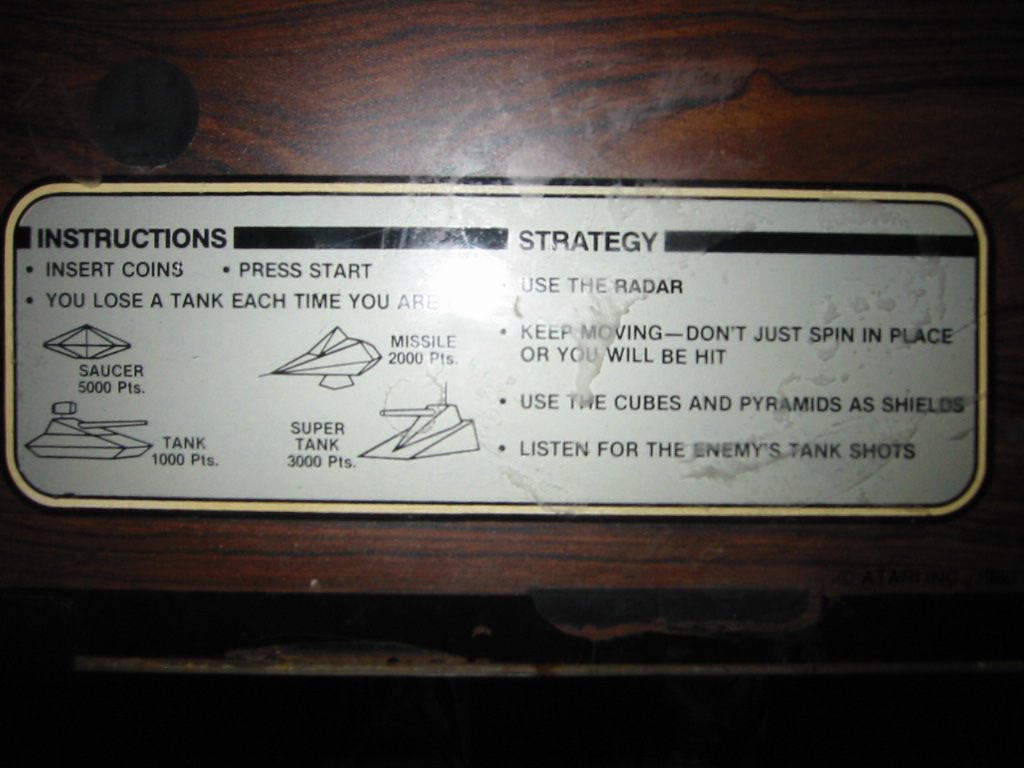 INSTRUCTIONS
• INSERT COINS • PRESS START
• YOU LOSE A TANK EACH TIME YOU ARE
SAUCER
5000 Pts.
MISSILE
2000 Pts.
TANK
1000 Pts.
SUPER
TANK
3000 Pts.
STRATEGY
USE THE RADAR
• KEEP MOVING—DON'T JUST SPIN IN PLACE
OR YOU WILL BE HIT
• USE THE CUBES AND PYRAMIDS AS SHIELDS
• LISTEN FOR THE ENEMY'S TANK SHOTS
© ATARI INC.